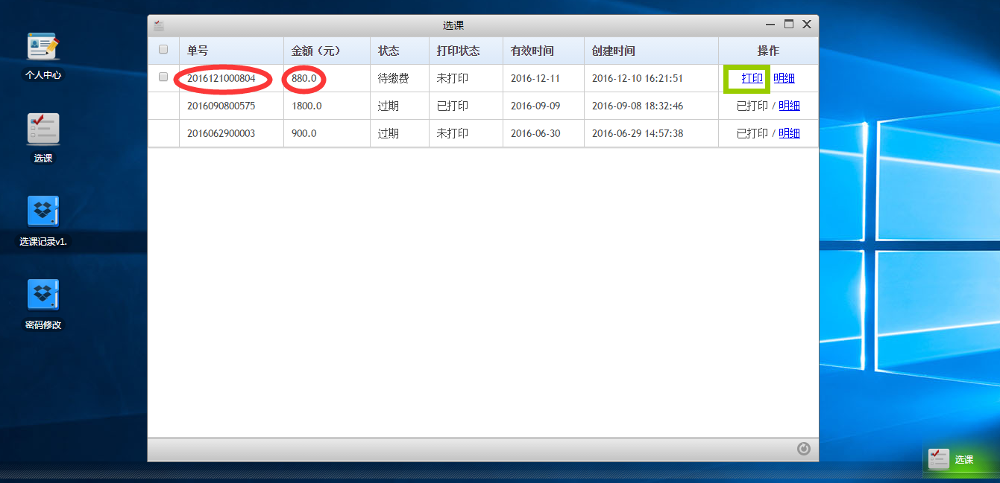 选课
单号 金额（元） 状态 打印状态 有效时间 创建时间 操作
2016121000804 880.0 待缴费 未打印 2016-12-11 2016-12-10 16:21:51 打印 明细
2016090800575 1800.0 过期 已打印 2016-09-09 2016-09-08 18:32:46 已打印 / 明细
2016062900003 900.0 过期 未打印 2016-06-30 2016-06-29 14:57:38 已打印 / 明细
个人中心
选课
选课记录v1.
密码修改
选课